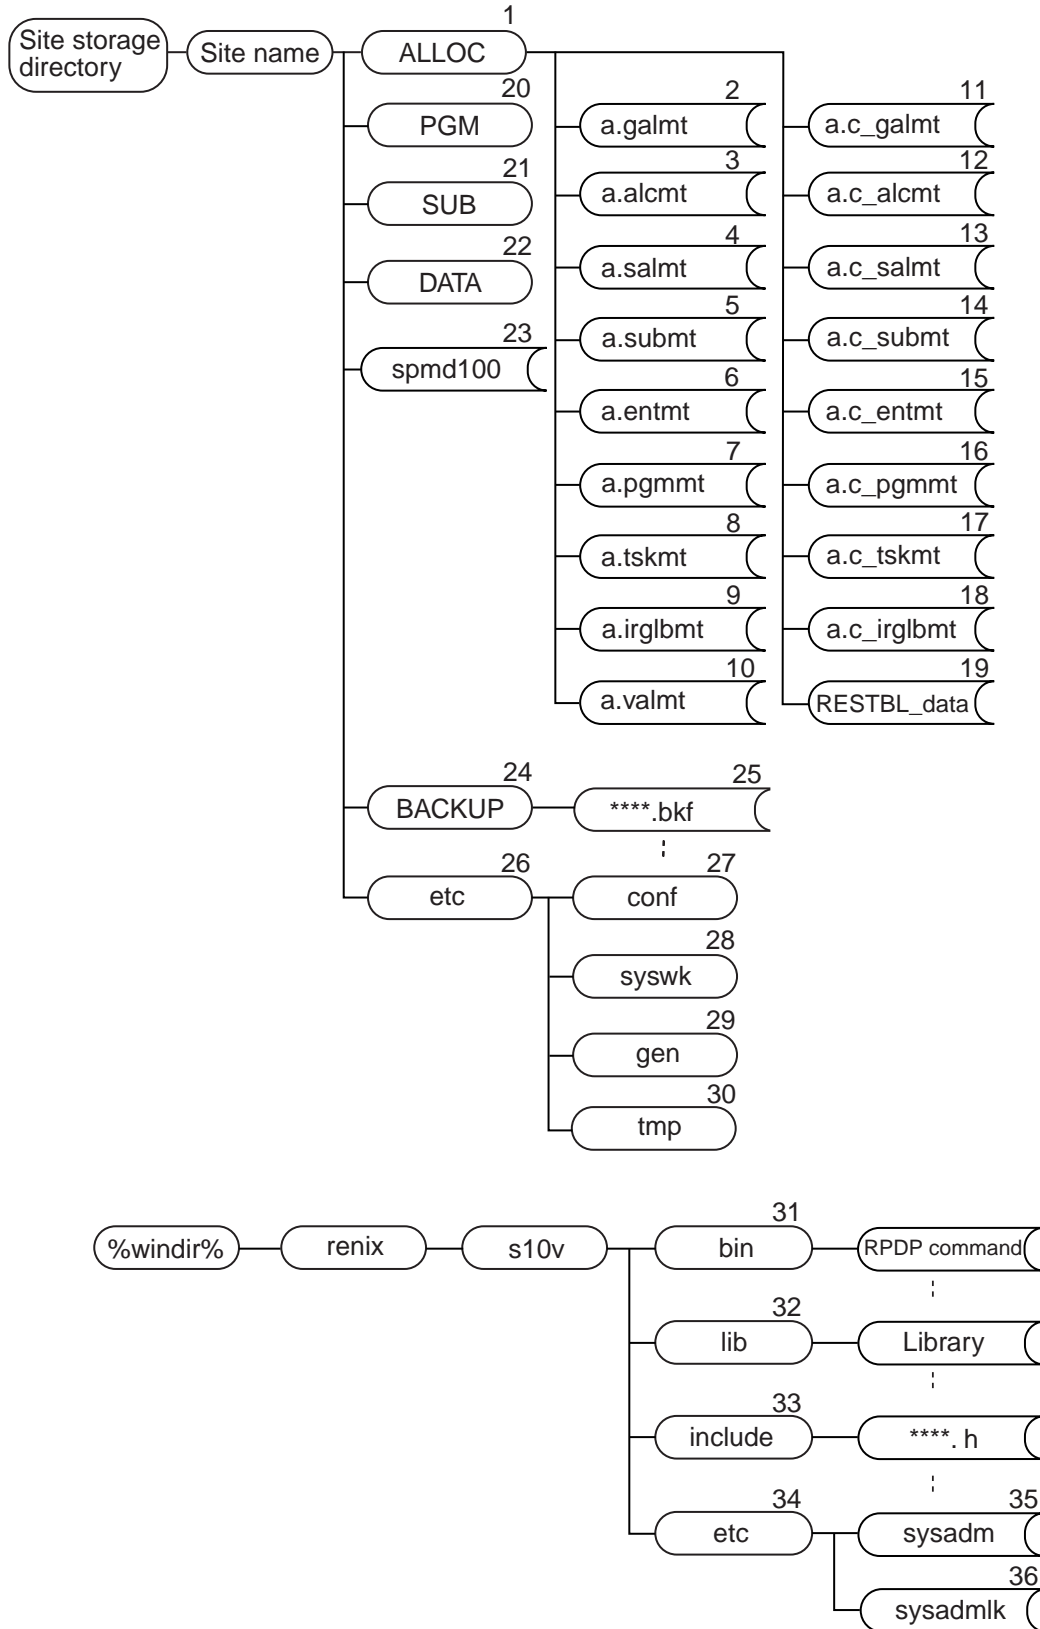 1
Site storage
directory
Site name
ALLOC
20
PGM
21
SUB
22
DATA
23
spmd100
2
a.galmt
3
a.alcmt
4
a.salmt
5
a.submt
6
a.entmt
7
a.pgmmt
8
a.tskmt
9
a.irglbmt
10
a.valmt
11
a.c_galmt
12
a.c_alcmt
13
a.c_salmt
14
a.c_submt
15
a.c_entmt
16
a.c_pgmmt
17
a.c_tskmt
18
a.c_irglbmt
19
RESTBL_data
24
BACKUP
25
****.bkf
26
etc
27
conf
28
syswk
29
gen
30
tmp
%windir%
renix
s10v
31
bin
RPDP command
32
lib
Library
33
include
****. h
34
etc
35
sysadm
36
sysadmlk